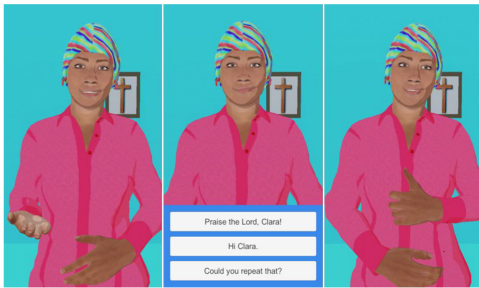 Praise the Lord, Clara!
Hi Clara.
Could you repeat that?